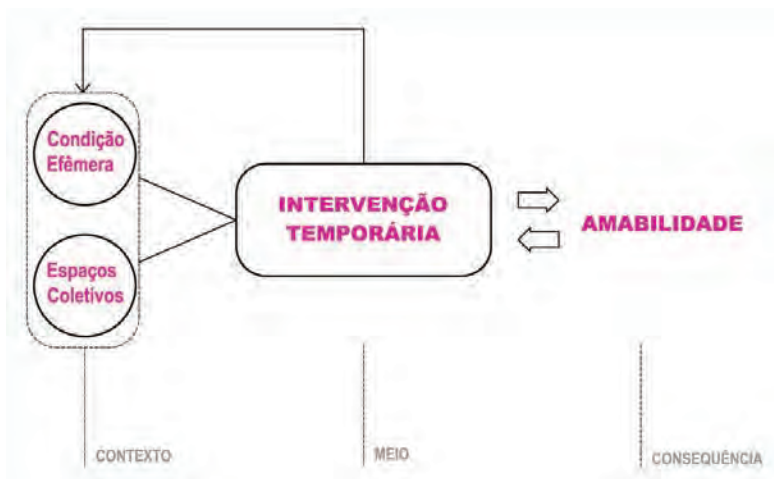 Condição
Efêmera
INTERVENÇÃO
TEMPORÁRIA
AMABILIDADE
Espaços
Coletivos
CONTEXTO
MEIO
CONSEQUÊNCIA